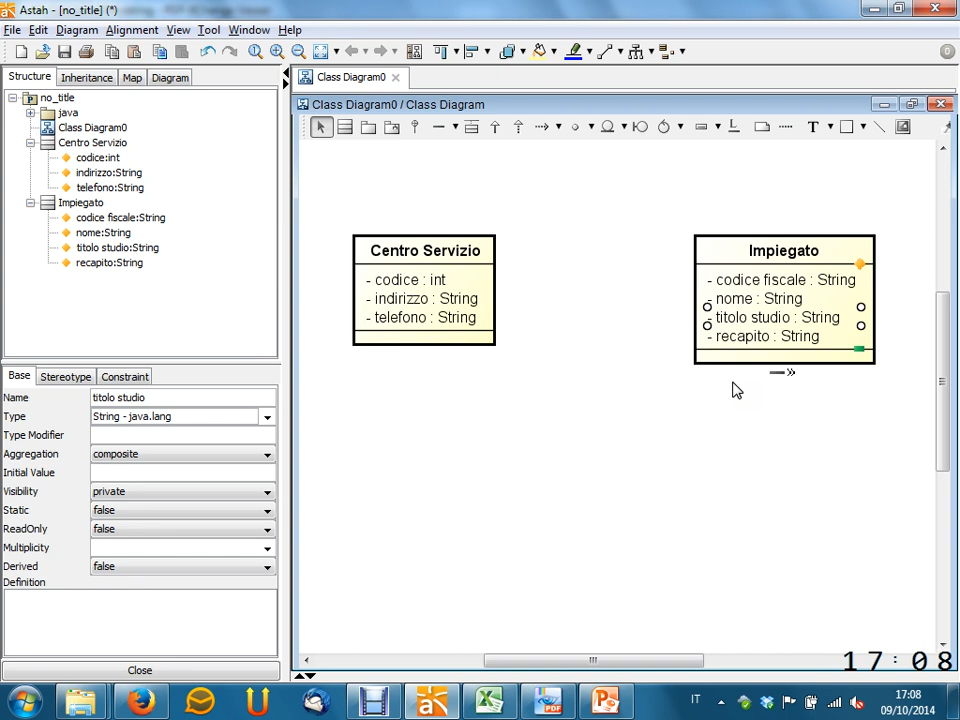 Astah - [no_title] (*)
File Edit Diagram Alignment View Tool Window Help
0
Structure Inheritance Map Diagram
Class Diagram0
no_title
java
Class Diagram0
Centro Servizio
codice:int
indirizzo:String
telefono:String
Impiegato
codice fiscale:String
nome:String
titolo studio:String
recapito:String
Class Diagram0 / Class Diagram
L
T
Centro Servizio
- codice : int
- indirizzo : String
- telefono : String
Impiegato
- codice fiscale : String
- nome : String
- titolo studio : String
- recapito : String
Base Stereotype Constraint
Name titolo studio
Type String - java.lang
Type Modifier
Aggregation composite
Initial Value
Visibility private
Static false
ReadOnly false
Multiplicity
Derived false
Definition
Close
17:08
IT
17:08
09/10/2014